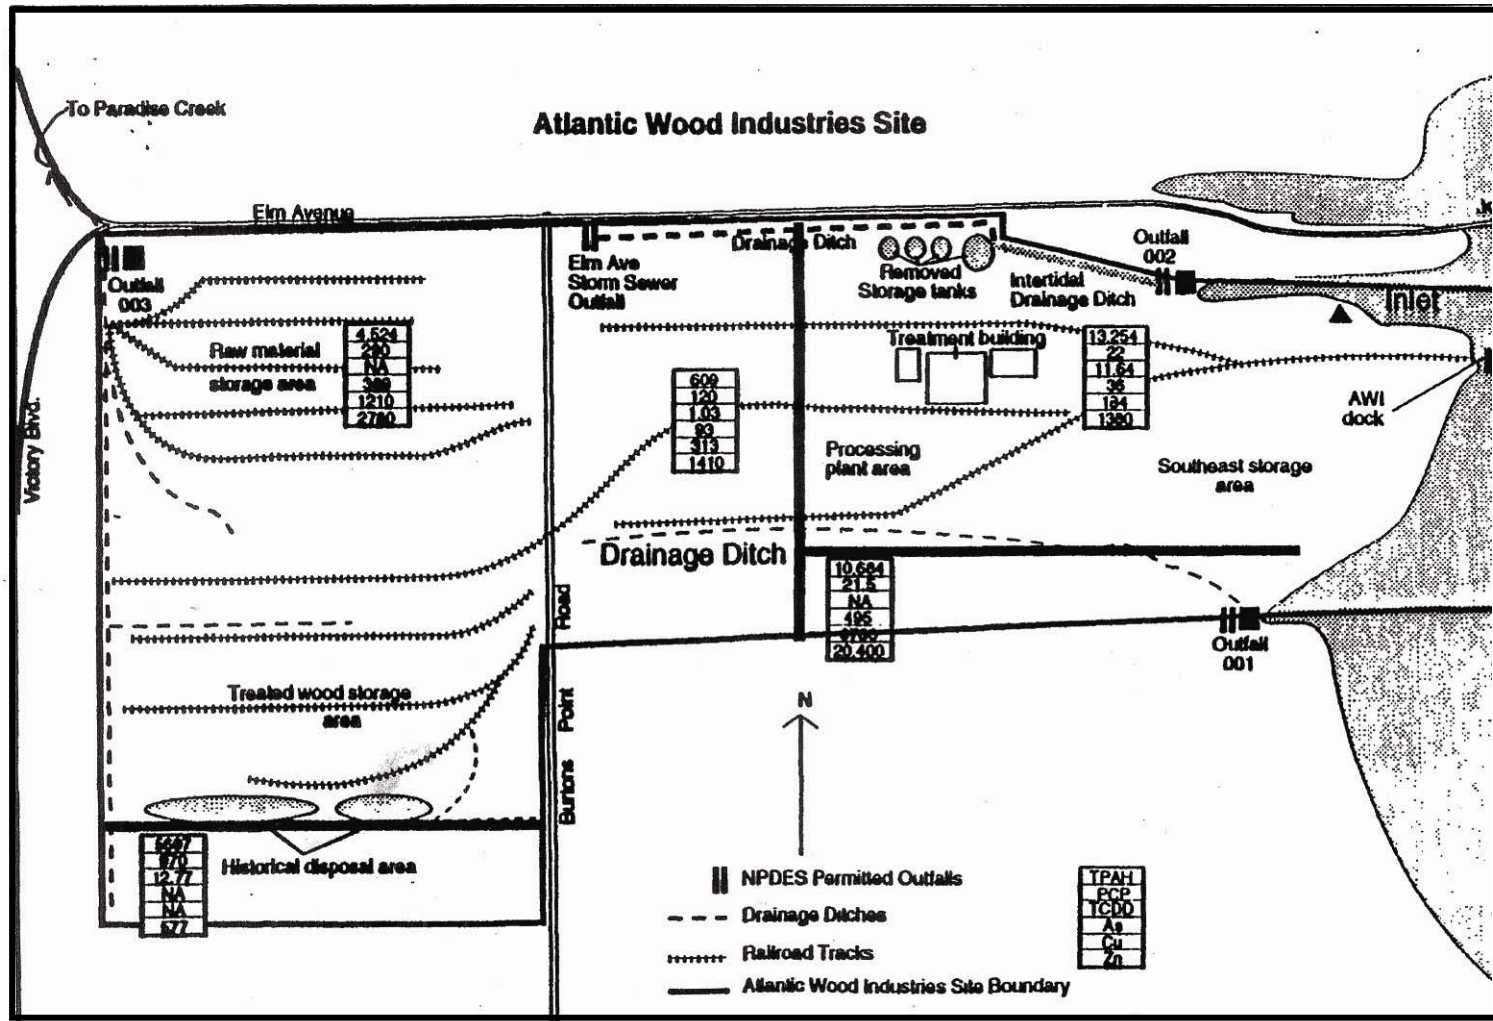 To Paradise Creek
Atlantic Wood Industries Site
Elm Avenue
Drainage Ditch
Outfall
002
Outfall
003
Elm Ave
Storm Sewer
Outfall
Removed
Storage tanks
Intertidal
Drainage Ditch
Inlet
Raw material
storage area
4,524
NA
369
1210
2780
Treatment building
13.254
22
11.64
36
184
1380
609
120
1.03
93
313
1410
AWI
dock
Victory Blvd.
Processing
plant area
Southeast storage
area
Drainage Ditch
10.684
21.5
NA
495
20.400
Outfall
001
Burtons Point Road
Treated wood storage
area
N
Historical disposal area
970
12.77
NA
NA
577
NPDES Permitted Outfalls
Drainage Ditches
Railroad Tracks
Atlantic Wood Industries Site Boundary
TPAH
PCP
TCDD
As
Cu
Zn